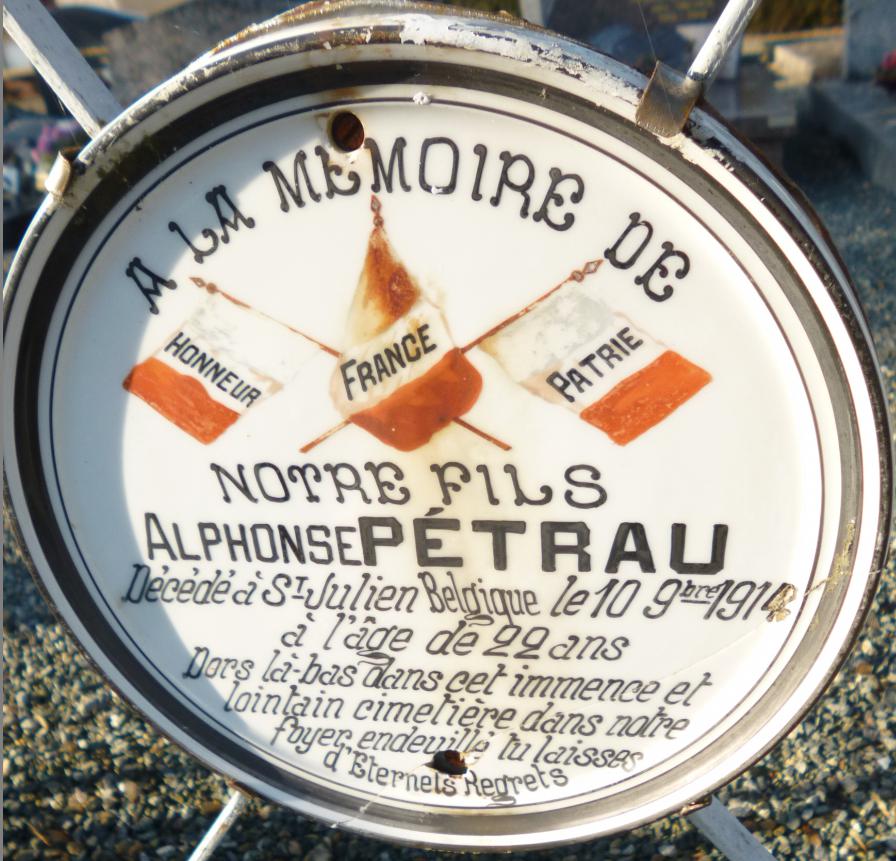 A LA MEMOIRE DE
HONNEUR
FRANCE
PATRIE
NOTRE FILS
ALPHONSE PÉTRAU
Décédé à St Julien Belgique le 10 9bre 1914
à l'âge de 22 ans
Dors là-bas dans cet immence et
lointain cimetière dans notre
foyer endeuillé tu laisses
d'Eternels Regrets